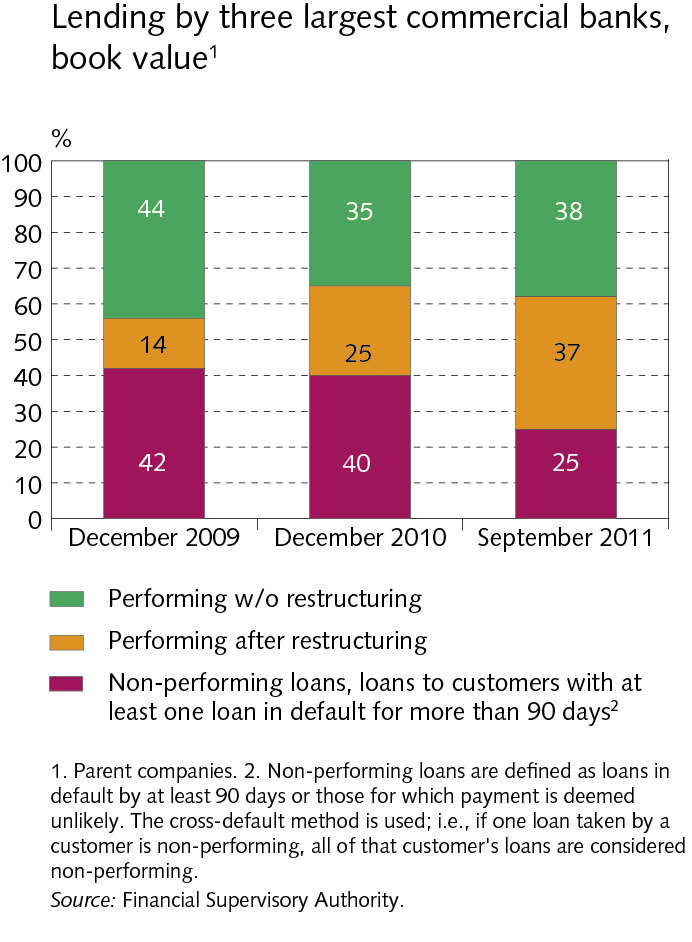 Lending by three largest commercial banks,
book value¹
%
100
90
80
70
60
50
40
30
20
10
0
44
35
38
14
25
37
42
40
25
December 2009
December 2010
September 2011
Performing w/o restructuring
Performing after restructuring
Non-performing loans, loans to customers with at
least one loan in default for more than 90 days²
1. Parent companies. 2. Non-performing loans are defined as loans in
default by at least 90 days or those for which payment is deemed
unlikely. The cross-default method is used; i.e., if one loan taken by a
customer is non-performing, all of that customer's loans are considered
non-performing.
Source: Financial Supervisory Authority.